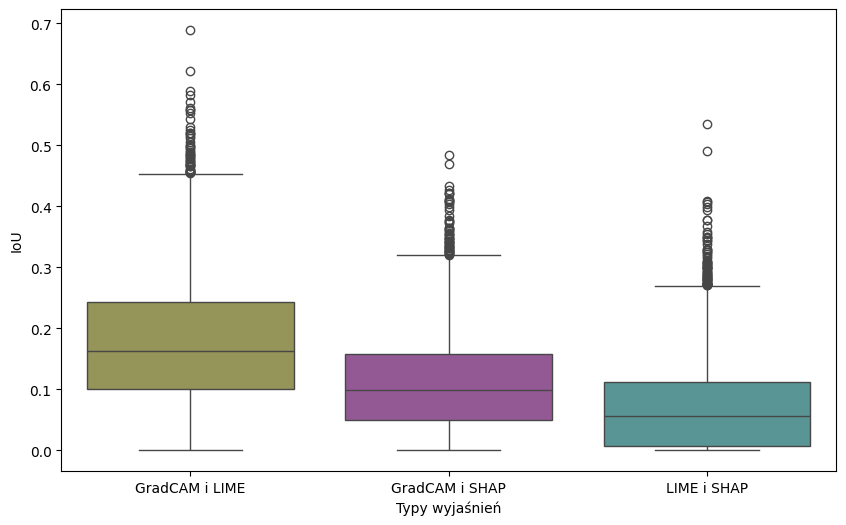 0.7
0.6
0.5
0.4
0.3
0.2
0.1
0.0
IoU
GradCAM i LIME
GradCAM i SHAP
LIME i SHAP
Typy wyjaśnień